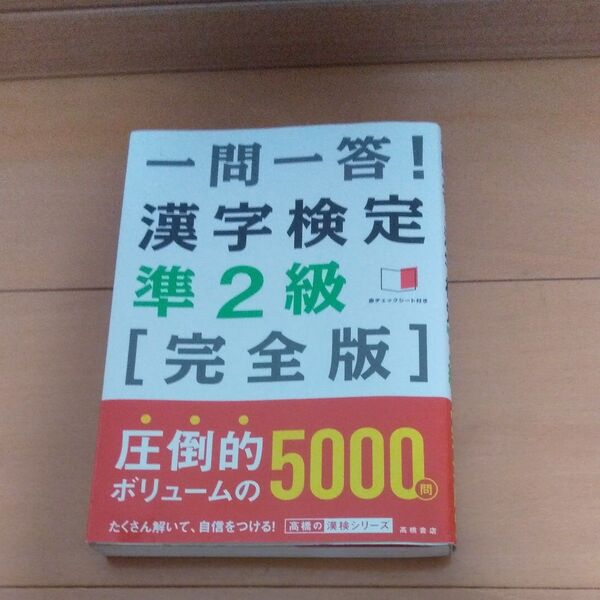 一問一答!
漢字検定
準2級
赤チェックシート付き
[完全版]
圧倒的
ボリュームの
5000問
たくさん解いて、自信をつける!
高橋の漢検シリーズ
高橋書店